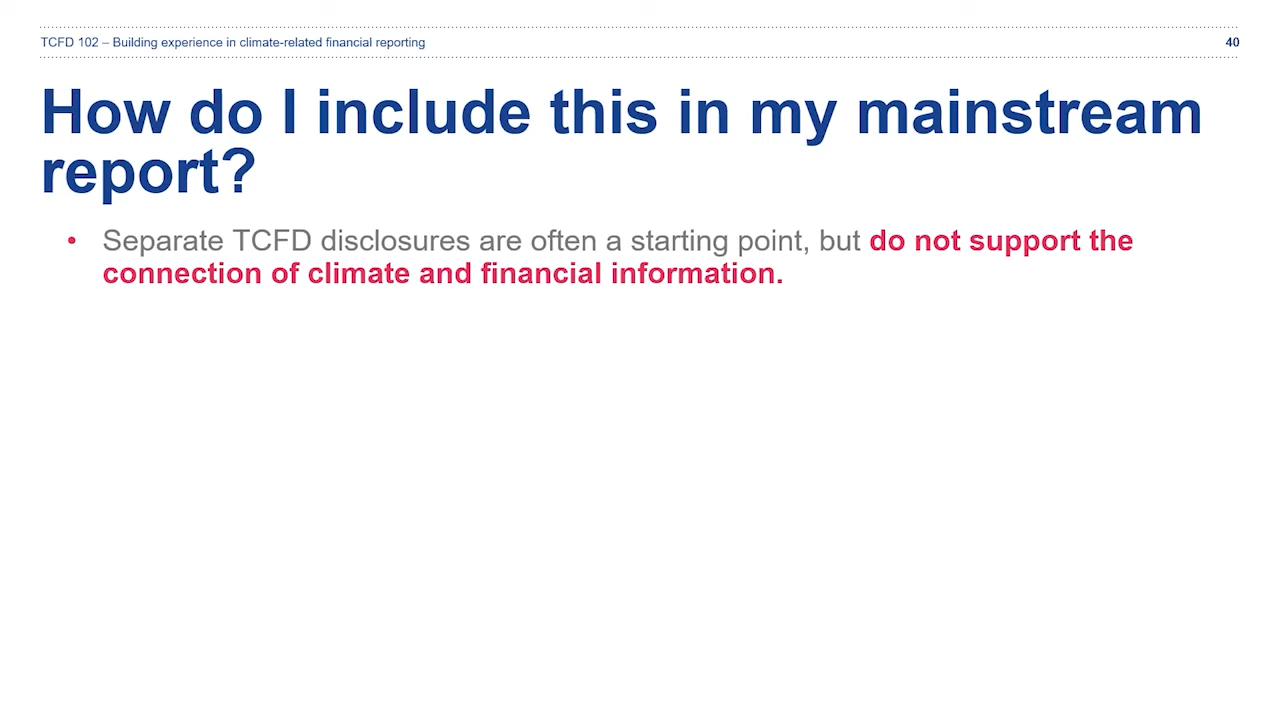 TCFD 102 – Building experience in climate-related financial reporting
40
How do I include this in my mainstream
report?
• Separate TCFD disclosures are often a starting point, but do not support the
connection of climate and financial information.